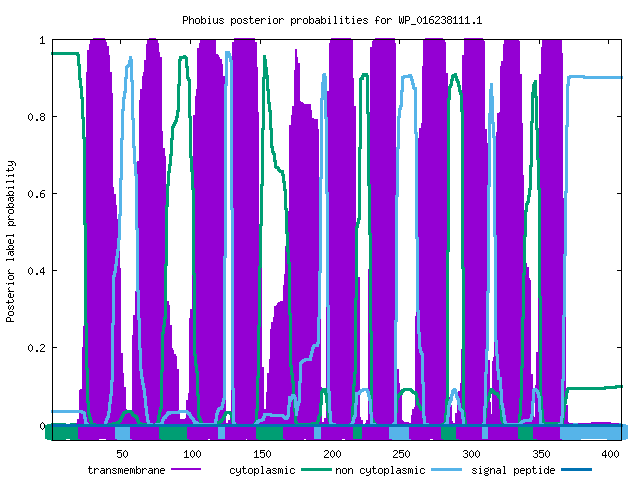 Phobius posterior probabilities for WP_016238111.1
Posterior label probability
1
0.8
0.6
0.4
0.2
0
50 100 150 200 250 300 350 400
transmembrane cytoplasmic non cytoplasmic signal peptide